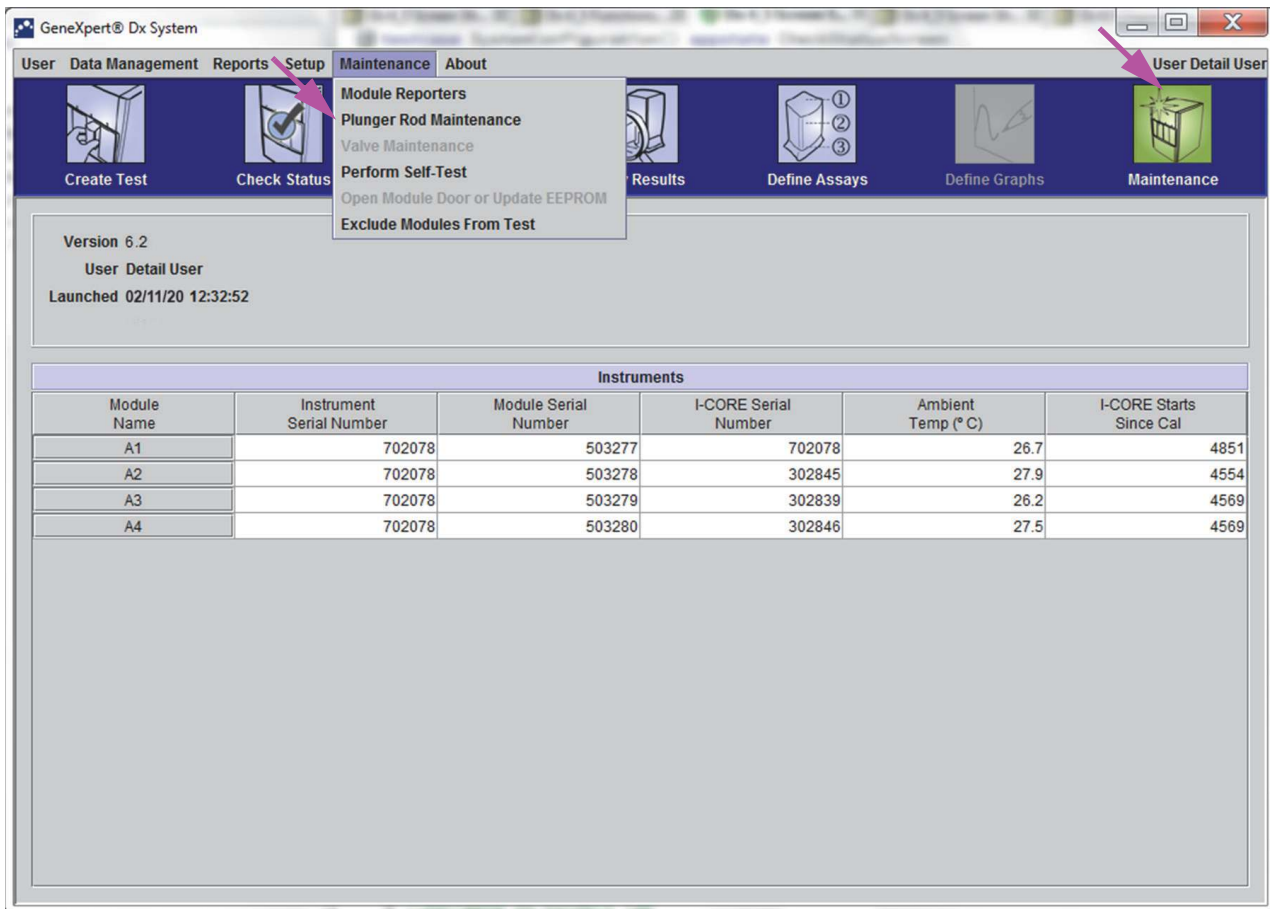 GeneXpert® Dx System
User Data Management Reports Setup Maintenance About User Detail User
Module Reporters
Plunger Rod Maintenance
Valve Maintenance
Perform Self-Test
Open Module Door or Update EEPROM
Exclude Modules From Test
Create Test Check Status Results Define Assays Define Graphs Maintenance
Version 6.2
User Detail User
Launched 02/11/20 12:32:52
Instruments
Module Name Instrument Serial Number Module Serial Number I-CORE Serial Number Ambient Temp (° C) I-CORE Starts Since Cal
A1 702078 503277 702078 26.7 4851
A2 702078 503278 302845 27.9 4554
A3 702078 503279 302839 26.2 4569
A4 702078 503280 302846 27.5 4569